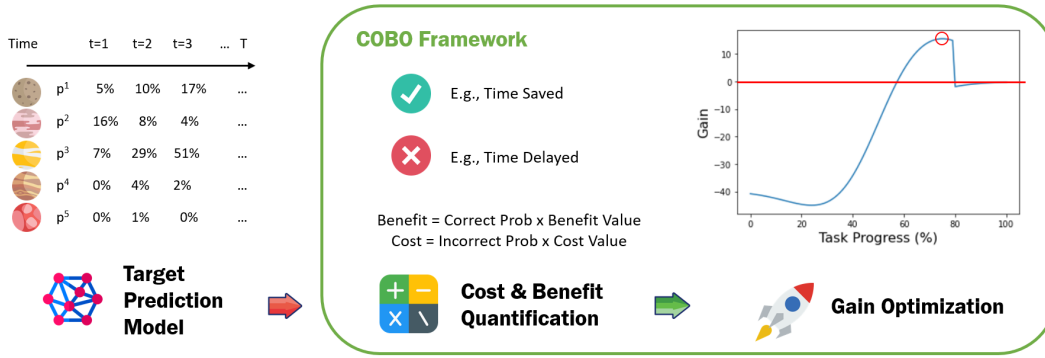 Time t=1 t=2 t=3 ... T
p1 5% 10% 17% ...
p2 16% 8% 4% ...
p3 7% 29% 51% ...
p4 0% 4% 2% ...
p5 0% 1% 0% ...
Target
Prediction
Model
COBO Framework
E.g., Time Saved
E.g., Time Delayed
Benefit = Correct Prob x Benefit Value
Cost = Incorrect Prob x Cost Value
Cost & Benefit
Quantification
Gain
10
0
−10
−20
−30
−40
0 20 40 60 80 100
Task Progress (%)
Gain Optimization